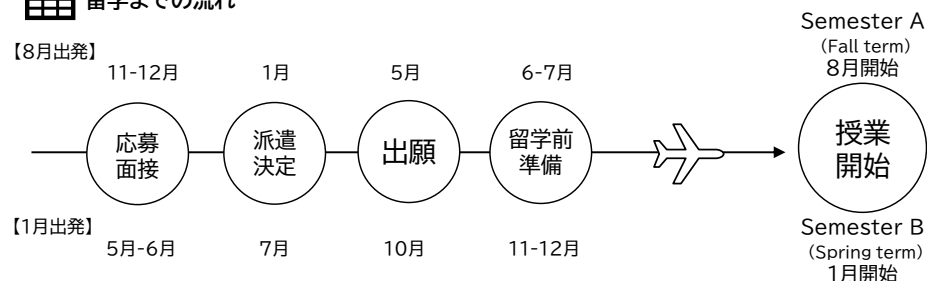 留学までの流れ
【8月出発】
11-12月
1月
5月
6-7月
Semester A
(Fall term)
8月開始
応募
面接
派遣
決定
出願
留学前
準備
授業
開始
【1月出発】
5月-6月
7月
10月
11-12月
Semester B
(Spring term)
1月開始